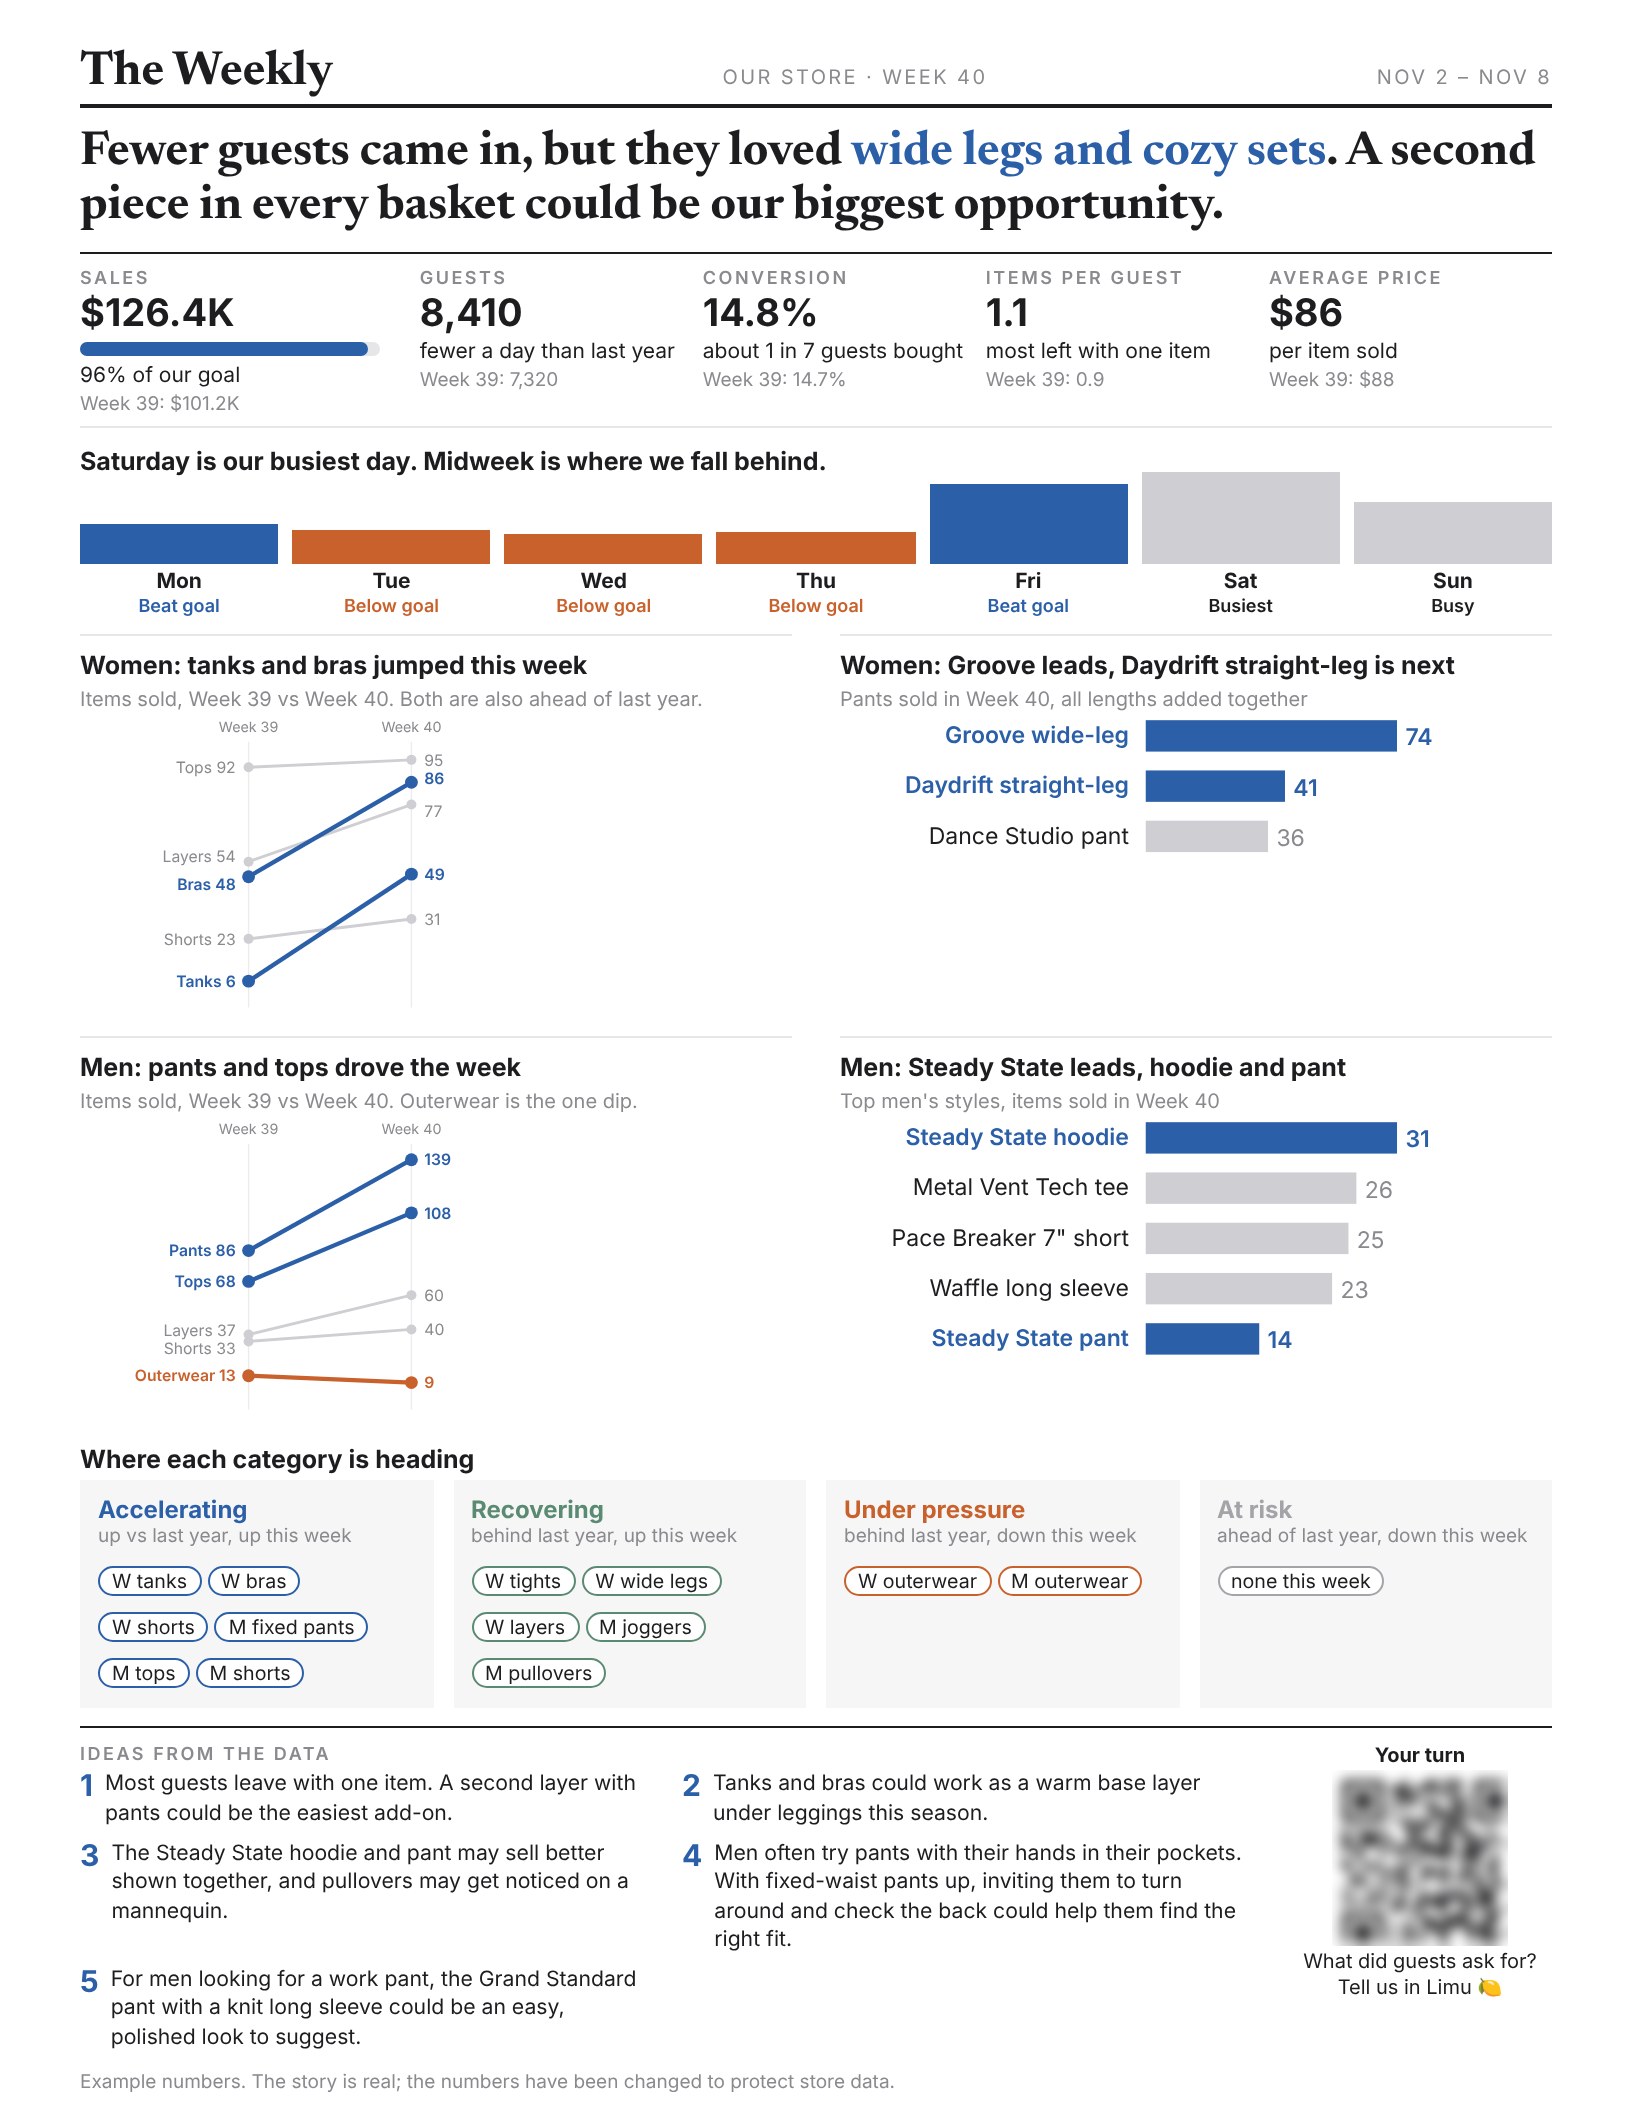 The Weekly
OUR STORE · WEEK 40
NOV 2 – NOV 8
Fewer guests came in, but they loved wide legs and cozy sets. A second
piece in every basket could be our biggest opportunity.
SALES
$126.4K
96% of our goal
Week 39: $101.2K
GUESTS
8,410
fewer a day than last year
Week 39: 7,320
CONVERSION
14.8%
about 1 in 7 guests bought
Week 39: 14.7%
ITEMS PER GUEST
1.1
most left with one item
Week 39: 0.9
AVERAGE PRICE
$86
per item sold
Week 39: $88
Saturday is our busiest day. Midweek is where we fall behind.
Mon
Beat goal
Tue
Below goal
Wed
Below goal
Thu
Below goal
Fri
Beat goal
Sat
Busiest
Sun
Busy
Women: tanks and bras jumped this week
Items sold, Week 39 vs Week 40. Both are also ahead of last year.
Week 39
Week 40
Tops 92
95
86
77
Layers 54
Bras 48
49
Shorts 23
31
Tanks 6
Women: Groove leads, Daydrift straight-leg is next
Pants sold in Week 40, all lengths added together
Groove wide-leg 74
Daydrift straight-leg 41
Dance Studio pant 36
Men: pants and tops drove the week
Items sold, Week 39 vs Week 40. Outerwear is the one dip.
Week 39
Week 40
139
108
Pants 86
Tops 68
60
Layers 37
40
Shorts 33
Outerwear 13
9
Men: Steady State leads, hoodie and pant
Top men's styles, items sold in Week 40
Steady State hoodie 31
Metal Vent Tech tee 26
Pace Breaker 7" short 25
Waffle long sleeve 23
Steady State pant 14
Where each category is heading
Accelerating
up vs last year, up this week
W tanks
W bras
W shorts
M fixed pants
M tops
M shorts
Recovering
behind last year, up this week
W tights
W wide legs
W layers
M joggers
M pullovers
Under pressure
behind last year, down this week
W outerwear
M outerwear
At risk
ahead of last year, down this week
none this week
IDEAS FROM THE DATA
1 Most guests leave with one item. A second layer with
pants could be the easiest add-on.
2 Tanks and bras could work as a warm base layer
under leggings this season.
3 The Steady State hoodie and pant may sell better
shown together, and pullovers may get noticed on a
mannequin.
4 Men often try pants with their hands in their pockets.
With fixed-waist pants up, inviting them to turn
around and check the back could help them find the
right fit.
5 For men looking for a work pant, the Grand Standard
pant with a knit long sleeve could be an easy,
polished look to suggest.
Your turn
What did guests ask for?
Tell us in Limu 🍋
Example numbers. The story is real; the numbers have been changed to protect store data.